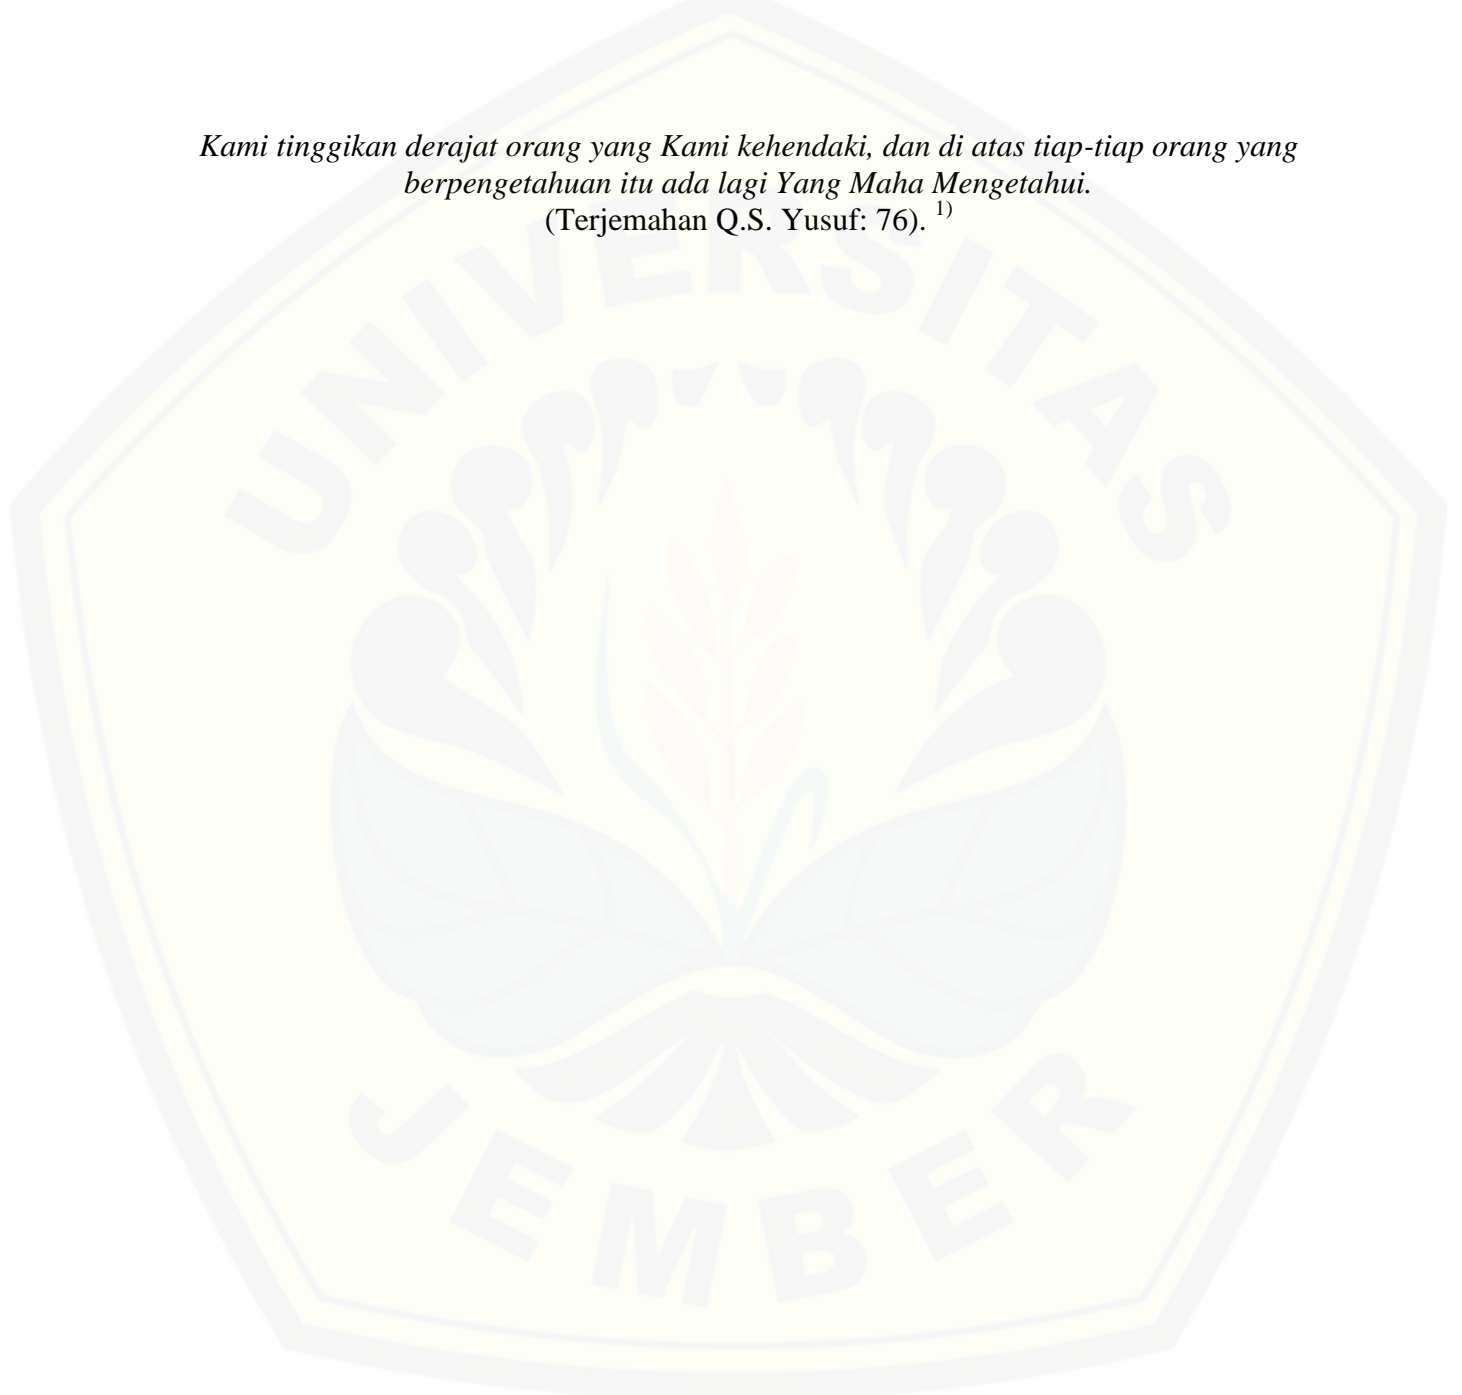 Kami tinggikan derajat orang yang Kami kehendaki, dan di atas tiap-tiap orang yang
berpengetahuan itu ada lagi Yang Maha Mengetahui.
(Terjemahan Q.S. Yusuf: 76). 1)
UNIVERSITAS
JEMBER